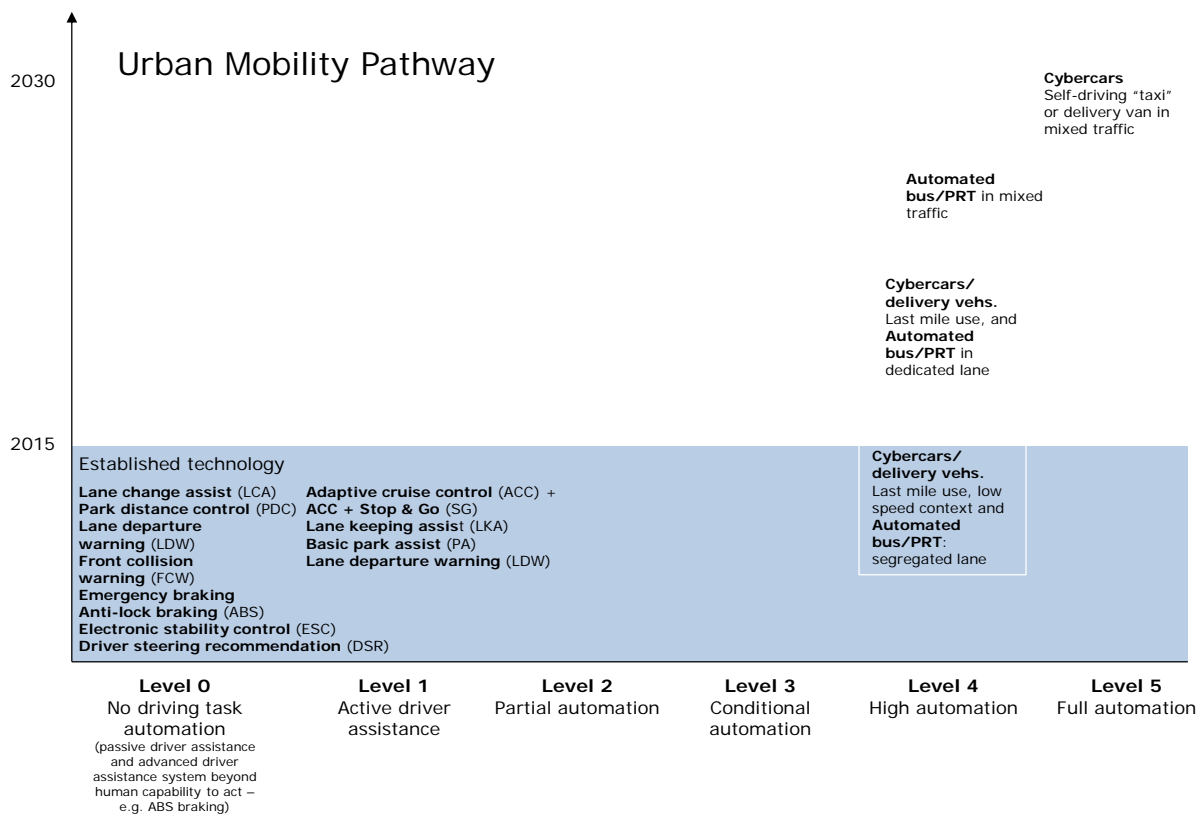 Urban Mobility Pathway
2030
Cybercars
Self-driving “taxi”
or delivery van in
mixed traffic
Automated
bus/PRT in mixed
traffic
Cybercars/
delivery vehs.
Last mile use, and
Automated
bus/PRT in
dedicated lane
2015
Established technology
Lane change assist (LCA)
Park distance control (PDC)
Lane departure
warning (LDW)
Front collision
warning (FCW)
Emergency braking
Anti-lock braking (ABS)
Electronic stability control (ESC)
Driver steering recommendation (DSR)
Adaptive cruise control (ACC) +
ACC + Stop & Go (SG)
Lane keeping assist (LKA)
Basic park assist (PA)
Lane departure warning (LDW)
Cybercars/
delivery vehs.
Last mile use, low
speed context and
Automated
bus/PRT:
segregated lane
Level 0
No driving task
automation
(passive driver assistance
and advanced driver
assistance system beyond
human capability to act –
e.g. ABS braking)
Level 1
Active driver
assistance
Level 2
Partial automation
Level 3
Conditional
automation
Level 4
High automation
Level 5
Full automation